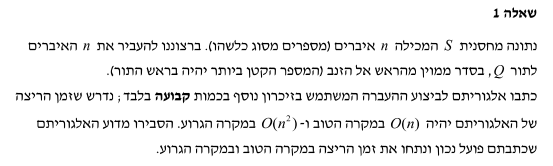 שאלה 1
נתונה מחסנית S המכילה n איברים (מספרים מסוג כלשהו). ברצוננו להעביר את n האיברים
לתור Q, בסדר ממוין מהראש אל הזנב (המספר הקטן ביותר יהיה בראש התור).
כתבו אלגוריתם לביצוע ההעברה המשתמש בזיכרון נוסף בכמות קבועה בלבד; נדרש שזמן הריצה
של האלגוריתם יהיה O(n) במקרה הטוב ו-O(n²) במקרה הגרוע. הסבירו מדוע האלגוריתם
שכתבתם פועל נכון ונתחו את זמן הריצה במקרה הטוב ובמקרה הגרוע.